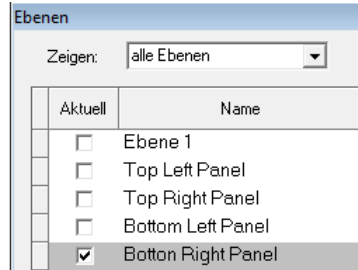 Ebenen
Zeigen: alle Ebenen
Aktuell Name
Ebene 1
Top Left Panel
Top Right Panel
Bottom Left Panel
Botton Right Panel